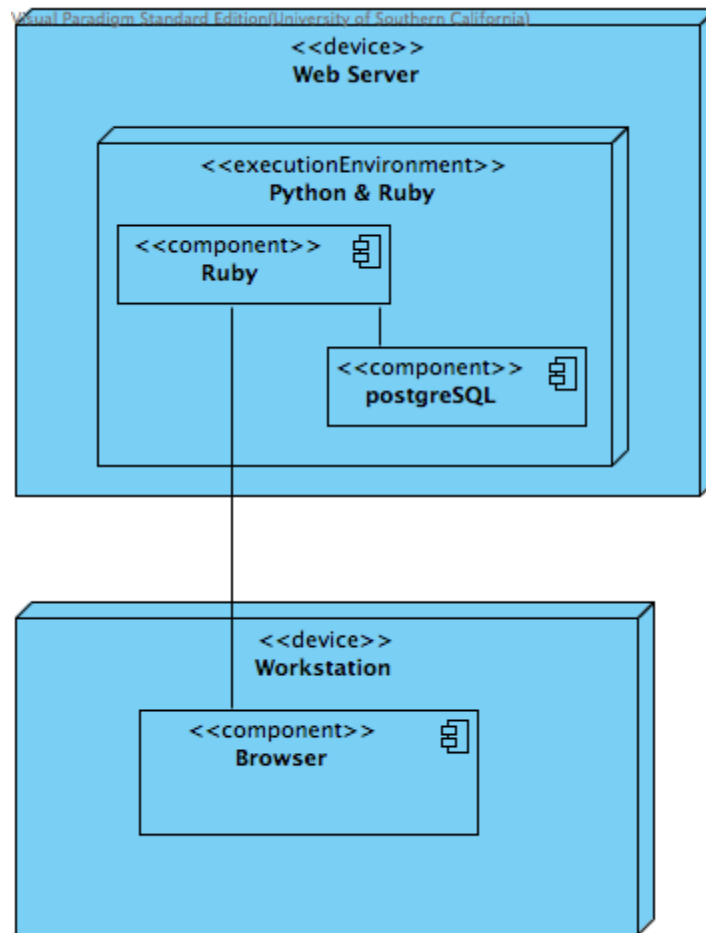 Visual Paradigm Standard Edition(University of Southern California)
<<device>>
Web Server
<<executionEnvironment>>
Python & Ruby
<<component>>
Ruby
<<component>>
postgreSQL
<<device>>
Workstation
<<component>>
Browser